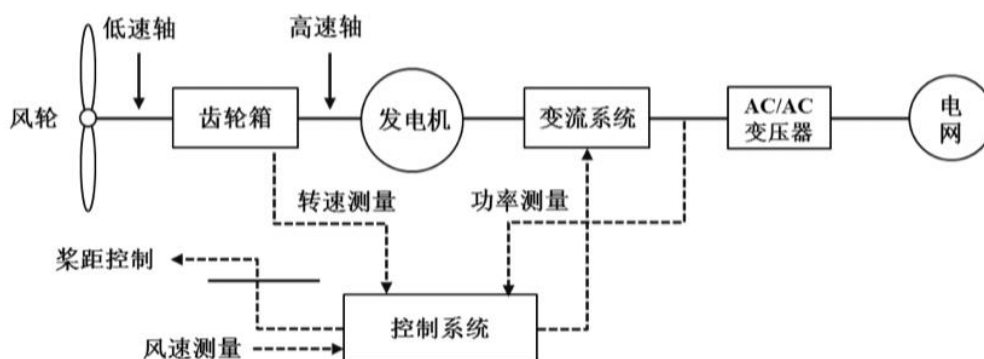 低速轴
高速轴
风轮
齿轮箱
发电机
变流系统
AC/AC
变压器
电
网
转速测量
功率测量
桨距控制
控制系统
风速测量